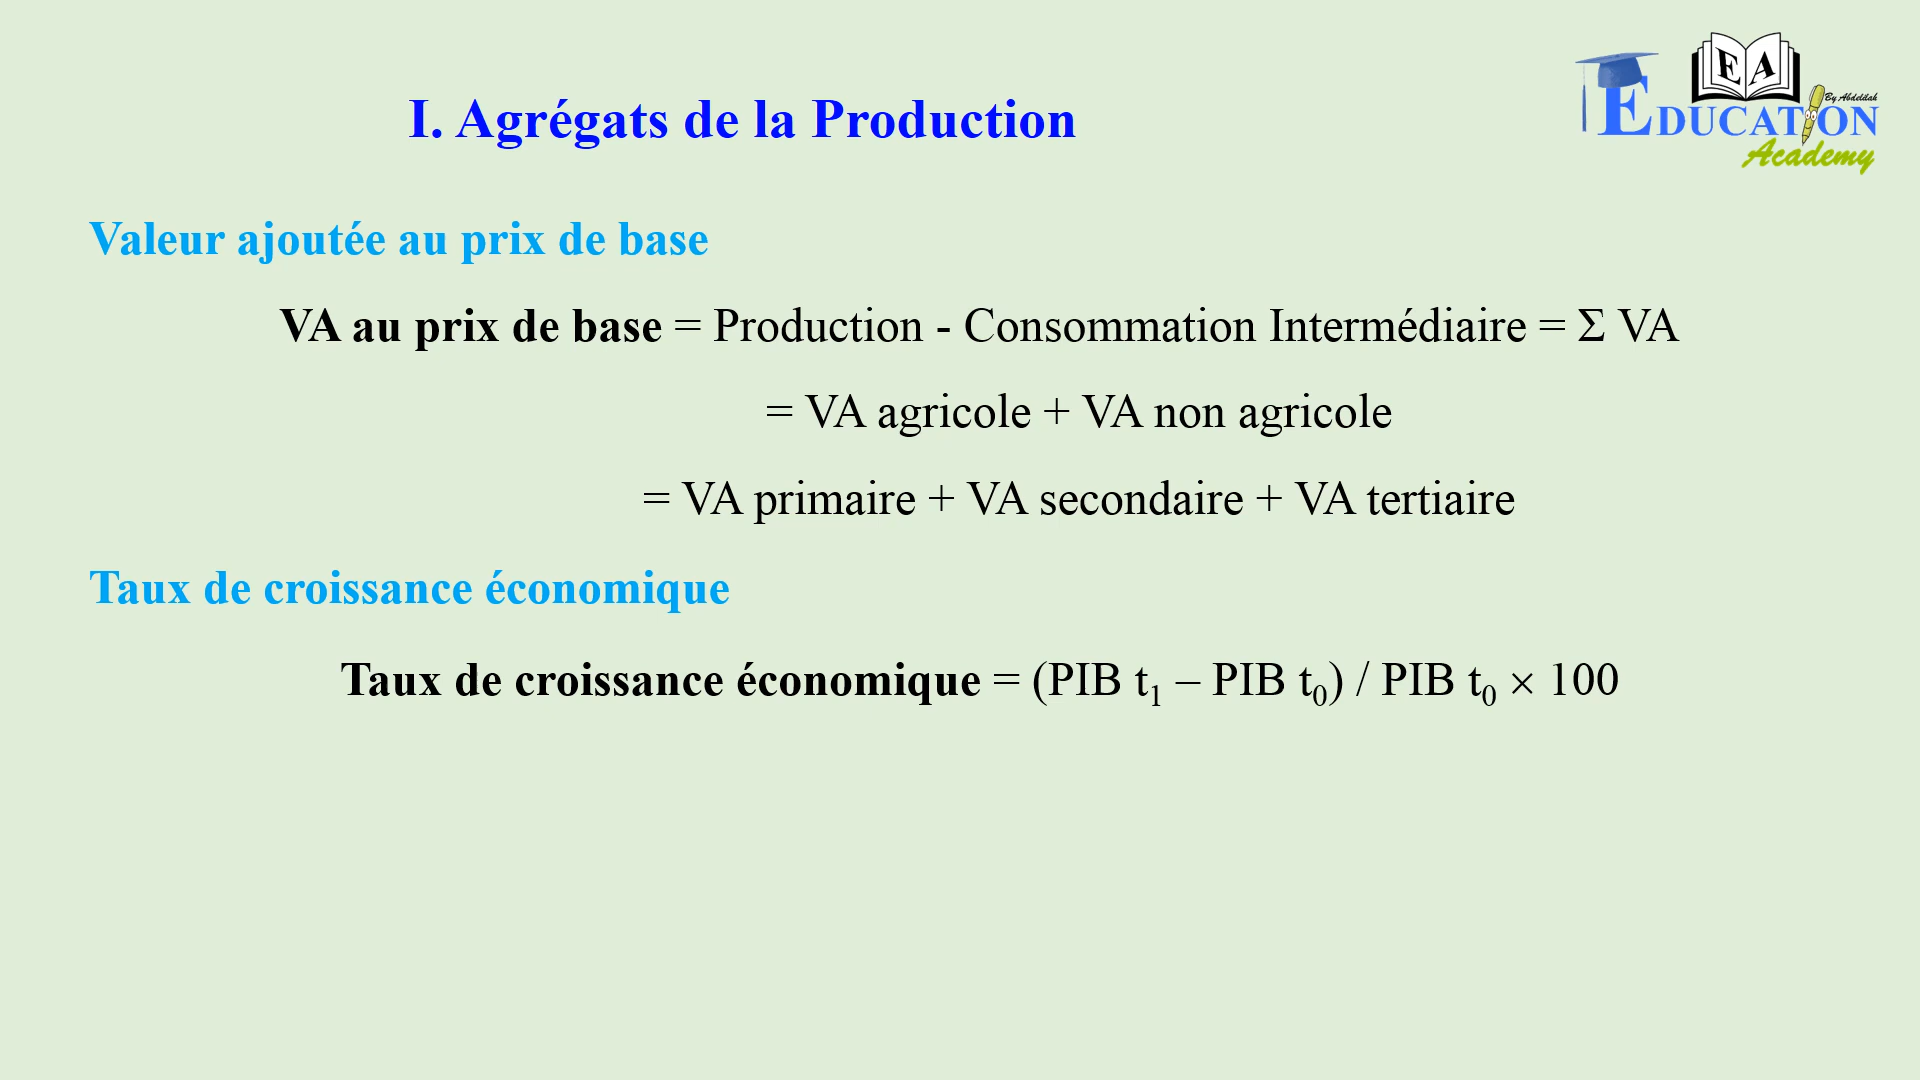 EA
By Abdelilah
EDUCATION
Academy
I. Agrégats de la Production
Valeur ajoutée au prix de base
VA au prix de base = Production - Consommation Intermédiaire = Σ VA
= VA agricole + VA non agricole
= VA primaire + VA secondaire + VA tertiaire
Taux de croissance économique
Taux de croissance économique = (PIB t₁ – PIB t₀) / PIB t₀ × 100